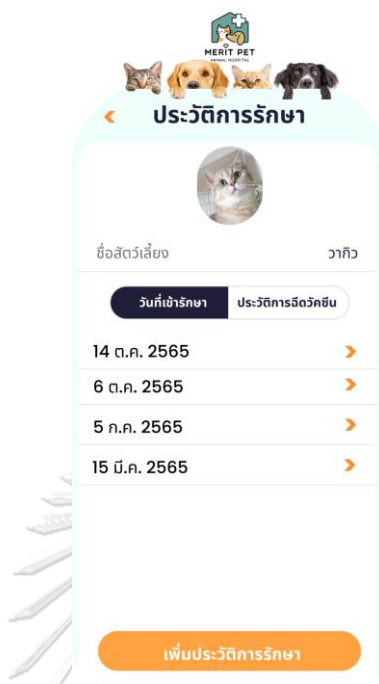 MERIT PET
ANIMAL HOSPITAL
ประวัติการรักษา
ชื่อสัตว์เลี้ยง วากิว
วันที่เข้ารักษา ประวัติการฉีดวัคซีน
14 ต.ค. 2565
6 ต.ค. 2565
5 ก.ค. 2565
15 มี.ค. 2565
เพิ่มประวัติการรักษา